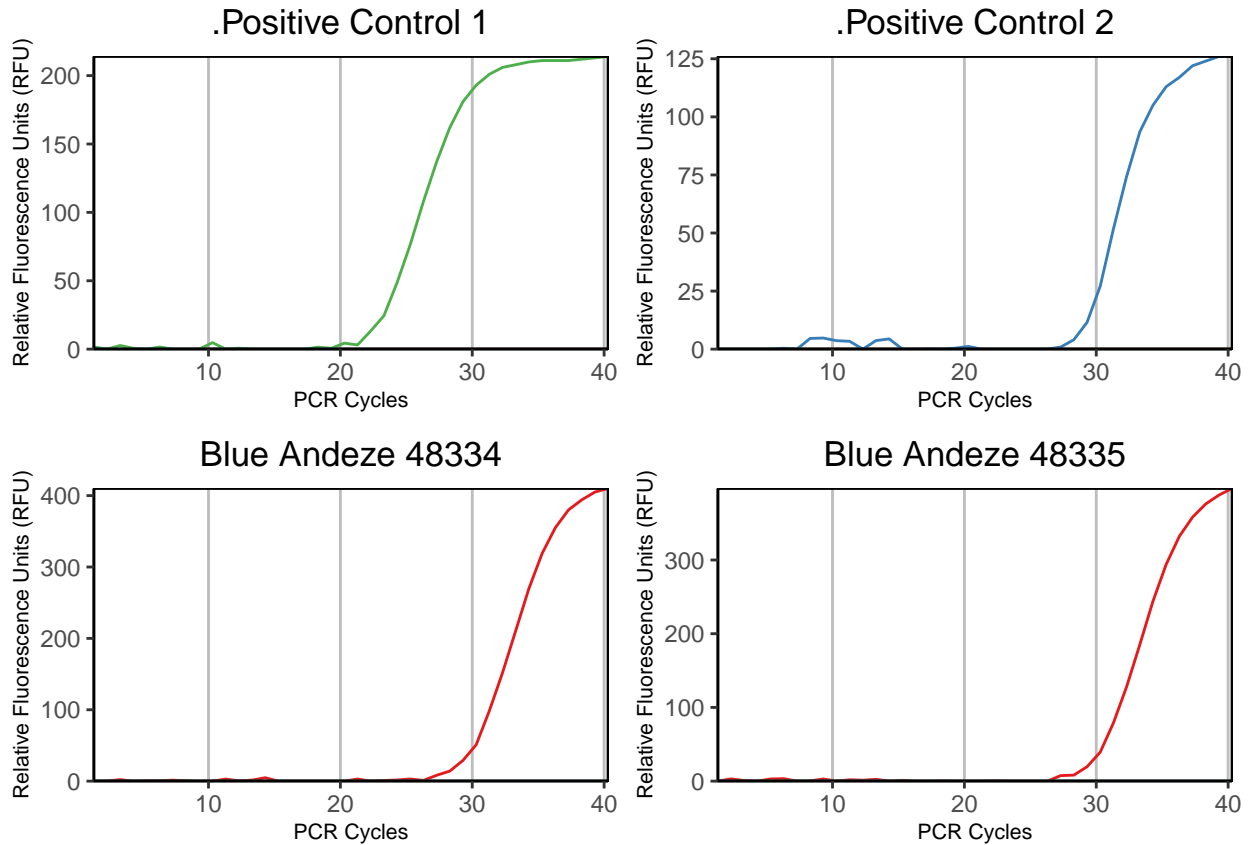 .Positive Control 1
Relative Fluorescence Units (RFU)
200
150
100
50
0
10 20 30 40
PCR Cycles
.Positive Control 2
Relative Fluorescence Units (RFU)
125
100
75
50
25
0
10 20 30 40
PCR Cycles
Blue Andeze 48334
Relative Fluorescence Units (RFU)
400
300
200
100
0
10 20 30 40
PCR Cycles
Blue Andeze 48335
Relative Fluorescence Units (RFU)
300
200
100
0
10 20 30 40
PCR Cycles